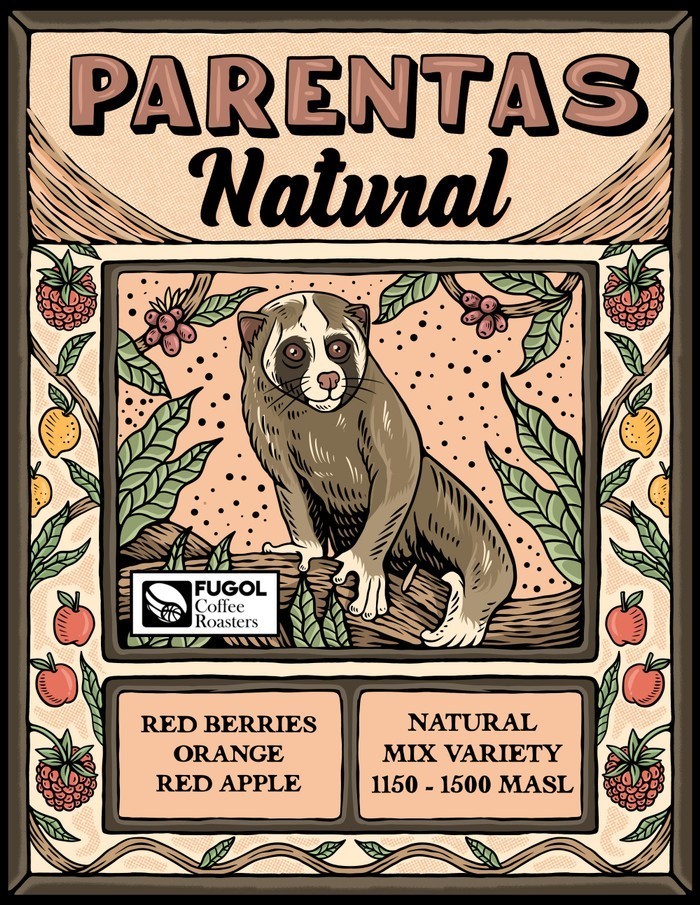 PARENTAS
Natural
FUGOL
Coffee
Roasters
RED BERRIES
ORANGE
RED APPLE
NATURAL
MIX VARIETY
1150 - 1500 MASL